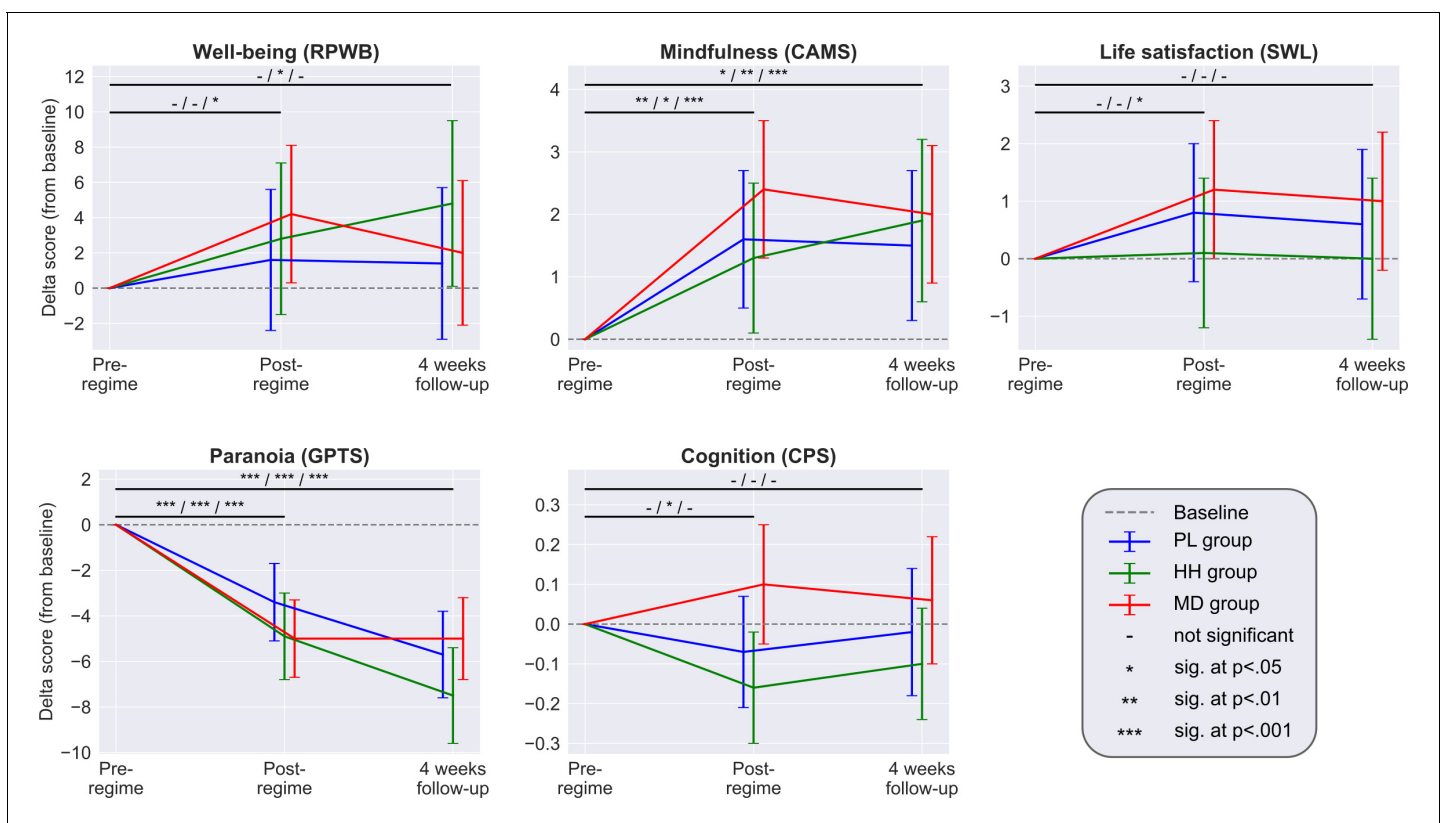 Well-being (RPWB)
Delta score (from baseline)
12
10
8
6
4
2
0
−2
- / * / -
- / - / *
Pre-
regime
Post-
regime
4 weeks
follow-up
Mindfulness (CAMS)
4
3
2
1
0
* / ** / ***
** / * / ***
Pre-
regime
Post-
regime
4 weeks
follow-up
Life satisfaction (SWL)
3
2
1
0
−1
- / - / -
- / - / *
Pre-
regime
Post-
regime
4 weeks
follow-up
Paranoia (GPTS)
Delta score (from baseline)
2
0
−2
−4
−6
−8
−10
*** / *** / ***
*** / *** / ***
Pre-
regime
Post-
regime
4 weeks
follow-up
Cognition (CPS)
0.3
0.2
0.1
0.0
−0.1
−0.2
−0.3
- / - / -
- / * / -
Pre-
regime
Post-
regime
4 weeks
follow-up
Baseline
PL group
HH group
MD group
- not significant
* sig. at p<.05
** sig. at p<.01
*** sig. at p<.001